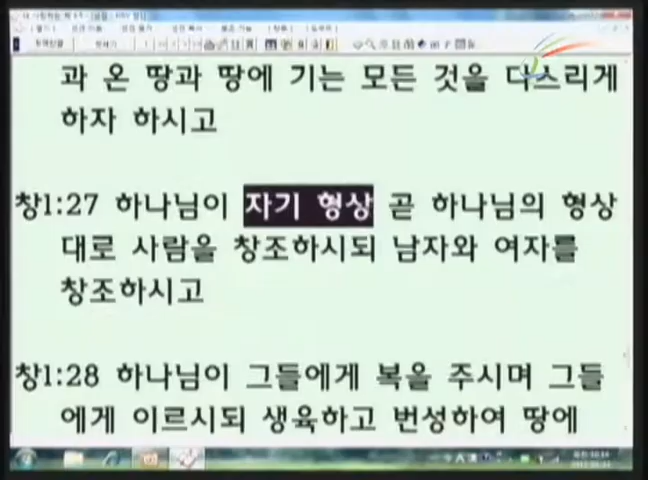 과 온 땅과 땅에 기는 모든 것을 다스리게
하자 하시고
창1:27 하나님이 자기 형상 곧 하나님의 형상
대로 사람을 창조하시되 남자와 여자를
창조하시고
창1:28 하나님이 그들에게 복을 주시며 그들
에게 이르시되 생육하고 번성하여 땅에